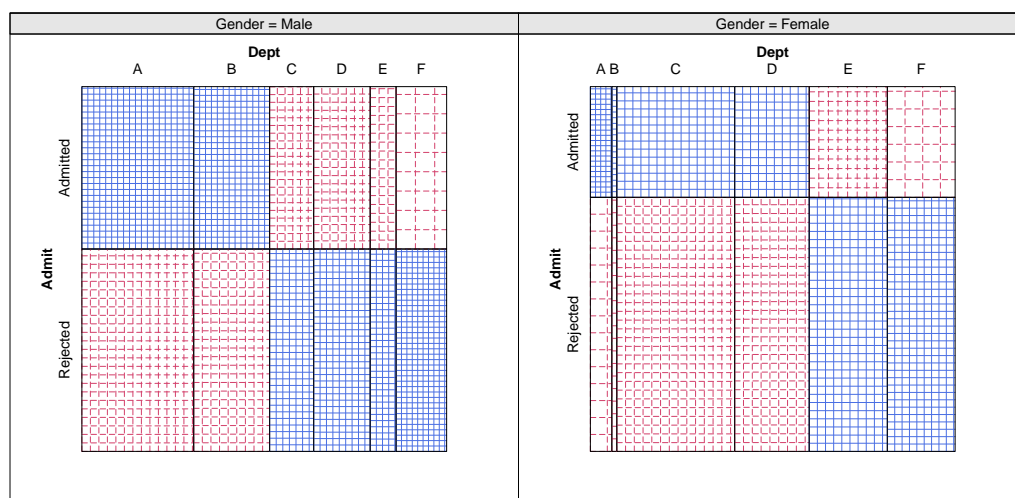 Gender = Male
Dept
A B C D E F
Admitted
Admit
Rejected
Gender = Female
Dept
A B C D E F
Admitted
Admit
Rejected